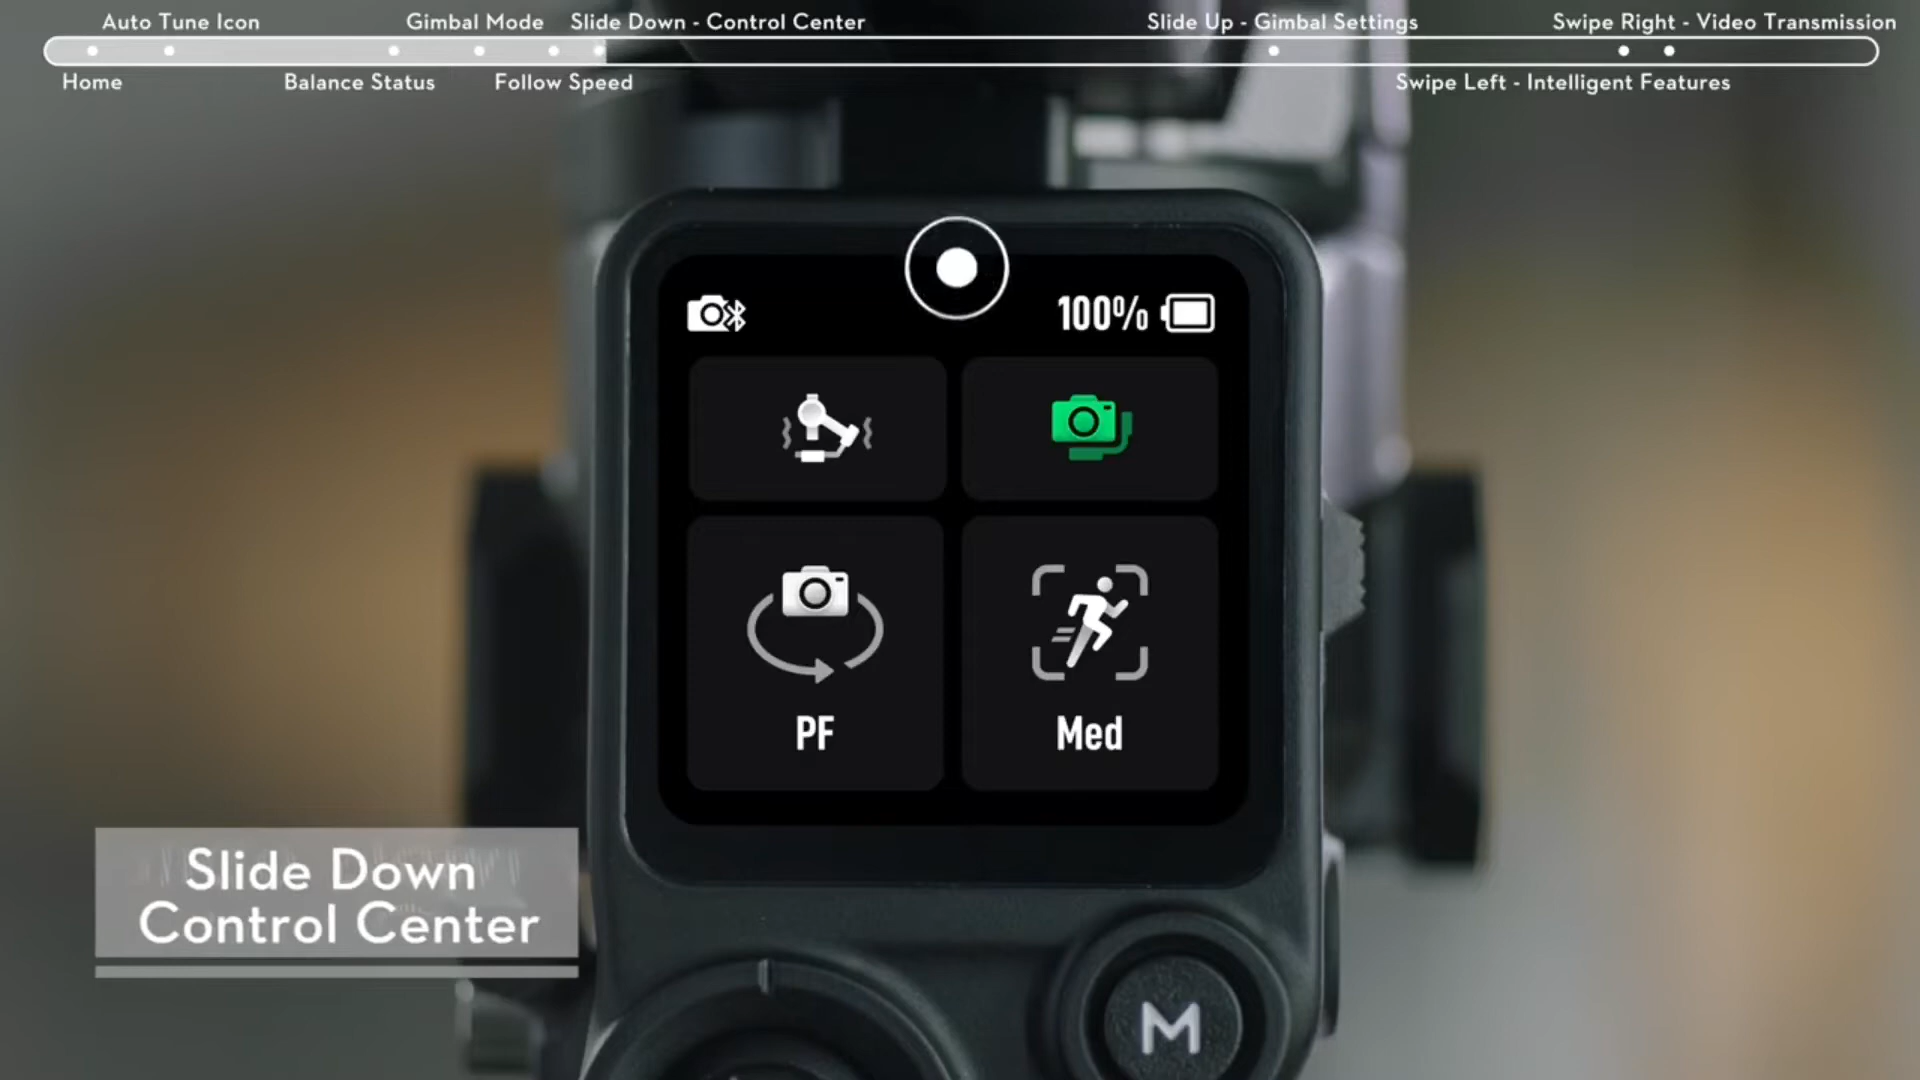 Auto Tune Icon
Gimbal Mode
Slide Down - Control Center
Slide Up - Gimbal Settings
Swipe Right - Video Transmission
Home
Balance Status
Follow Speed
Swipe Left - Intelligent Features
100%
PF
Med
Slide Down
Control Center
M